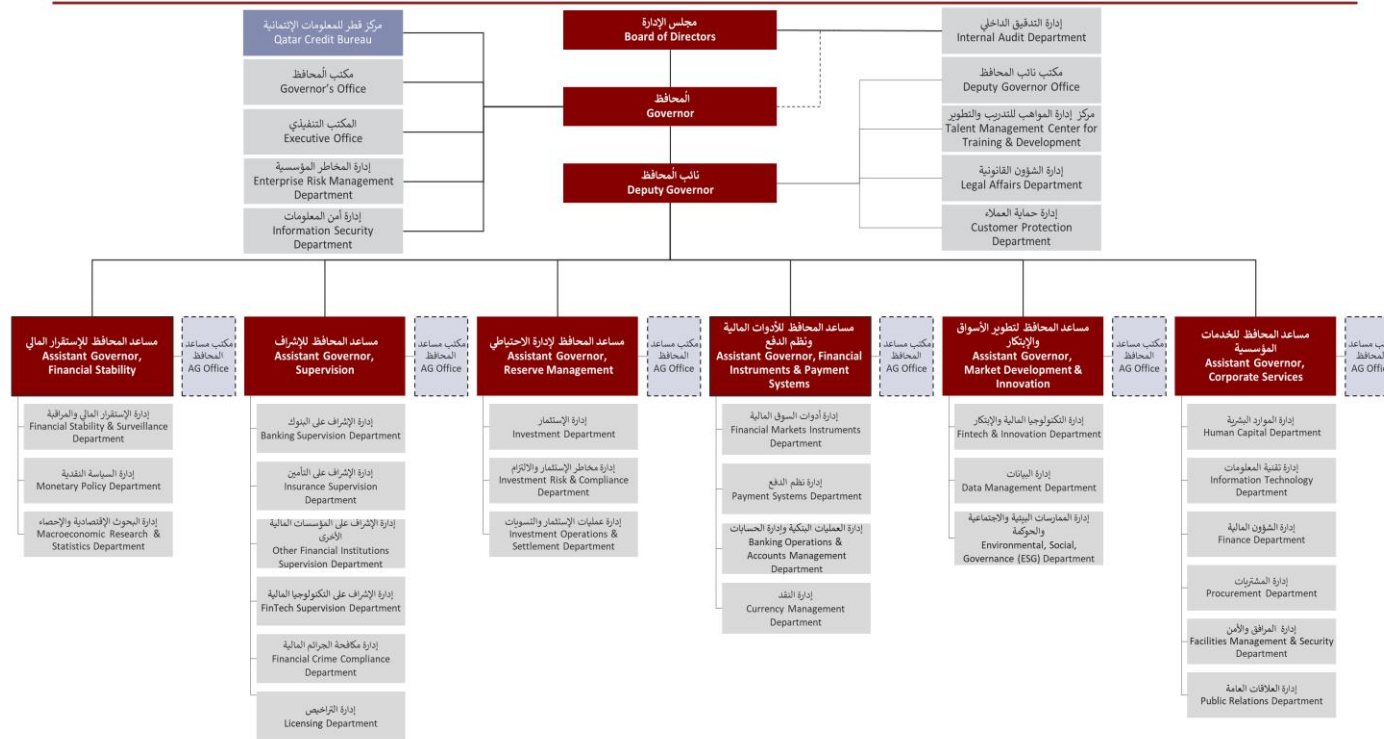 مركز قطر للمعلومات الإئتمانية
Qatar Credit Bureau
مكتب المحافظ
Governor's Office
المكتب التنفيذي
Executive Office
إدارة المخاطر المؤسسية
Enterprise Risk Management
Department
إدارة أمن المعلومات
Information Security
Department
مجلس الإدارة
Board of Directors
المحافظ
Governor
نائب المحافظ
Deputy Governor
إدارة التدقيق الداخلي
Internal Audit Department
مكتب نائب المحافظ
Deputy Governor Office
مركز إدارة المواهب للتدريب والتطوير
Talent Management Center for
Training & Development
إدارة الشؤون القانونية
Legal Affairs Department
إدارة حماية العملاء
Customer Protection
Department
مساعد المحافظ للإستقرار المالي
Assistant Governor,
Financial Stability
مكتب مساعد
المحافظ
AG Office
إدارة الإستقرار المالي والمراقبة
Financial Stability & Surveillance
Department
إدارة السياسة النقدية
Monetary Policy Department
إدارة البحوث الإقتصادية والإحصاء
Macroeconomic Research &
Statistics Department
مساعد المحافظ للإشراف
Assistant Governor,
Supervision
مكتب مساعد
المحافظ
AG Office
إدارة الإشراف على البنوك
Banking Supervision Department
إدارة الإشراف على التأمين
Insurance Supervision
Department
إدارة الإشراف على المؤسسات المالية
الأخرى
Other Financial Institutions
Supervision Department
إدارة الإشراف على التكنولوجيا المالية
FinTech Supervision Department
إدارة مكافحة الجرائم المالية
Financial Crime Compliance
Department
إدارة التراخيص
Licensing Department
مساعد المحافظ لإدارة الاحتياطي
Assistant Governor,
Reserve Management
مكتب مساعد
المحافظ
AG Office
إدارة الإستثمار
Investment Department
إدارة مخاطر الإستثمار والالتزام
Investment Risk & Compliance
Department
إدارة عمليات الإستثمار والتسويات
Investment Operations &
Settlement Department
مساعد المحافظ للأدوات المالية
ونظم الدفع
Assistant Governor, Financial
Instruments & Payment
Systems
مكتب مساعد
المحافظ
AG Office
إدارة أدوات السوق المالية
Financial Markets Instruments
Department
إدارة نظم الدفع
Payment Systems Department
إدارة العمليات البنكية وإدارة الحسابات
Banking Operations &
Accounts Management
Department
إدارة النقد
Currency Management
Department
مساعد المحافظ لتطوير الأسواق
والإبتكار
Assistant Governor,
Market Development &
Innovation
مكتب مساعد
المحافظ
AG Office
إدارة التكنولوجيا المالية والإبتكار
Fintech & Innovation Department
إدارة البيانات
Data Management Department
إدارة الممارسات البيئية والاجتماعية
والحوكمة
Environmental, Social,
Governance (ESG) Department
مساعد المحافظ للخدمات
المؤسسية
Assistant Governor,
Corporate Services
مساعد
المحافظ
AG
إدارة الموارد البشرية
Human Capital Department
إدارة تقنية المعلومات
Information Technology
Department
إدارة الشؤون المالية
Finance Department
إدارة المشتريات
Procurement Department
إدارة المرافق والأمن
Facilities Management & Security
Department
إدارة العلاقات العامة
Public Relations Department